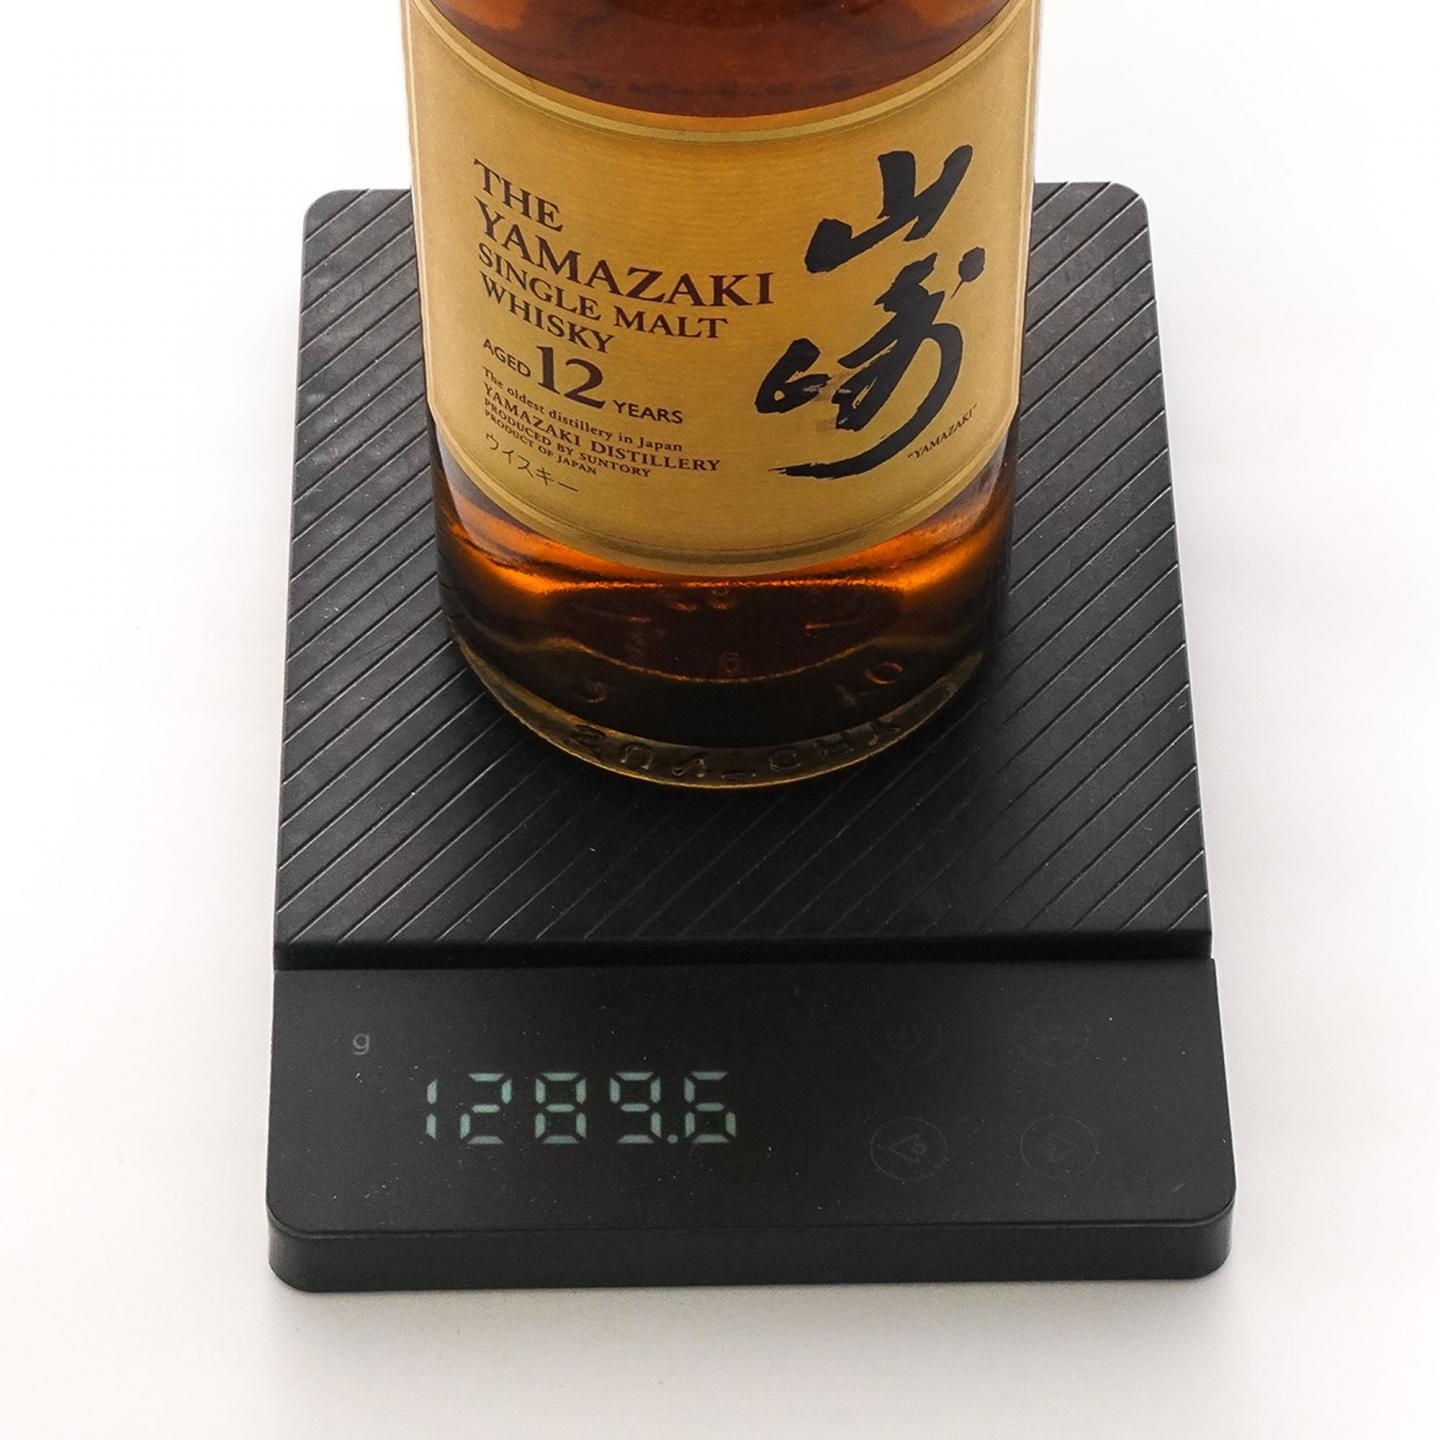 THE
YAMAZAKI
SINGLE MALT
WHISKY
AGED 12 YEARS
The oldest distillery in Japan
YAMAZAKI DISTILLERY
PRODUCED BY SUNTORY
PRODUCT OF JAPAN
ウイスキー
山崎
"YAMAZAKI"
g
1289.6